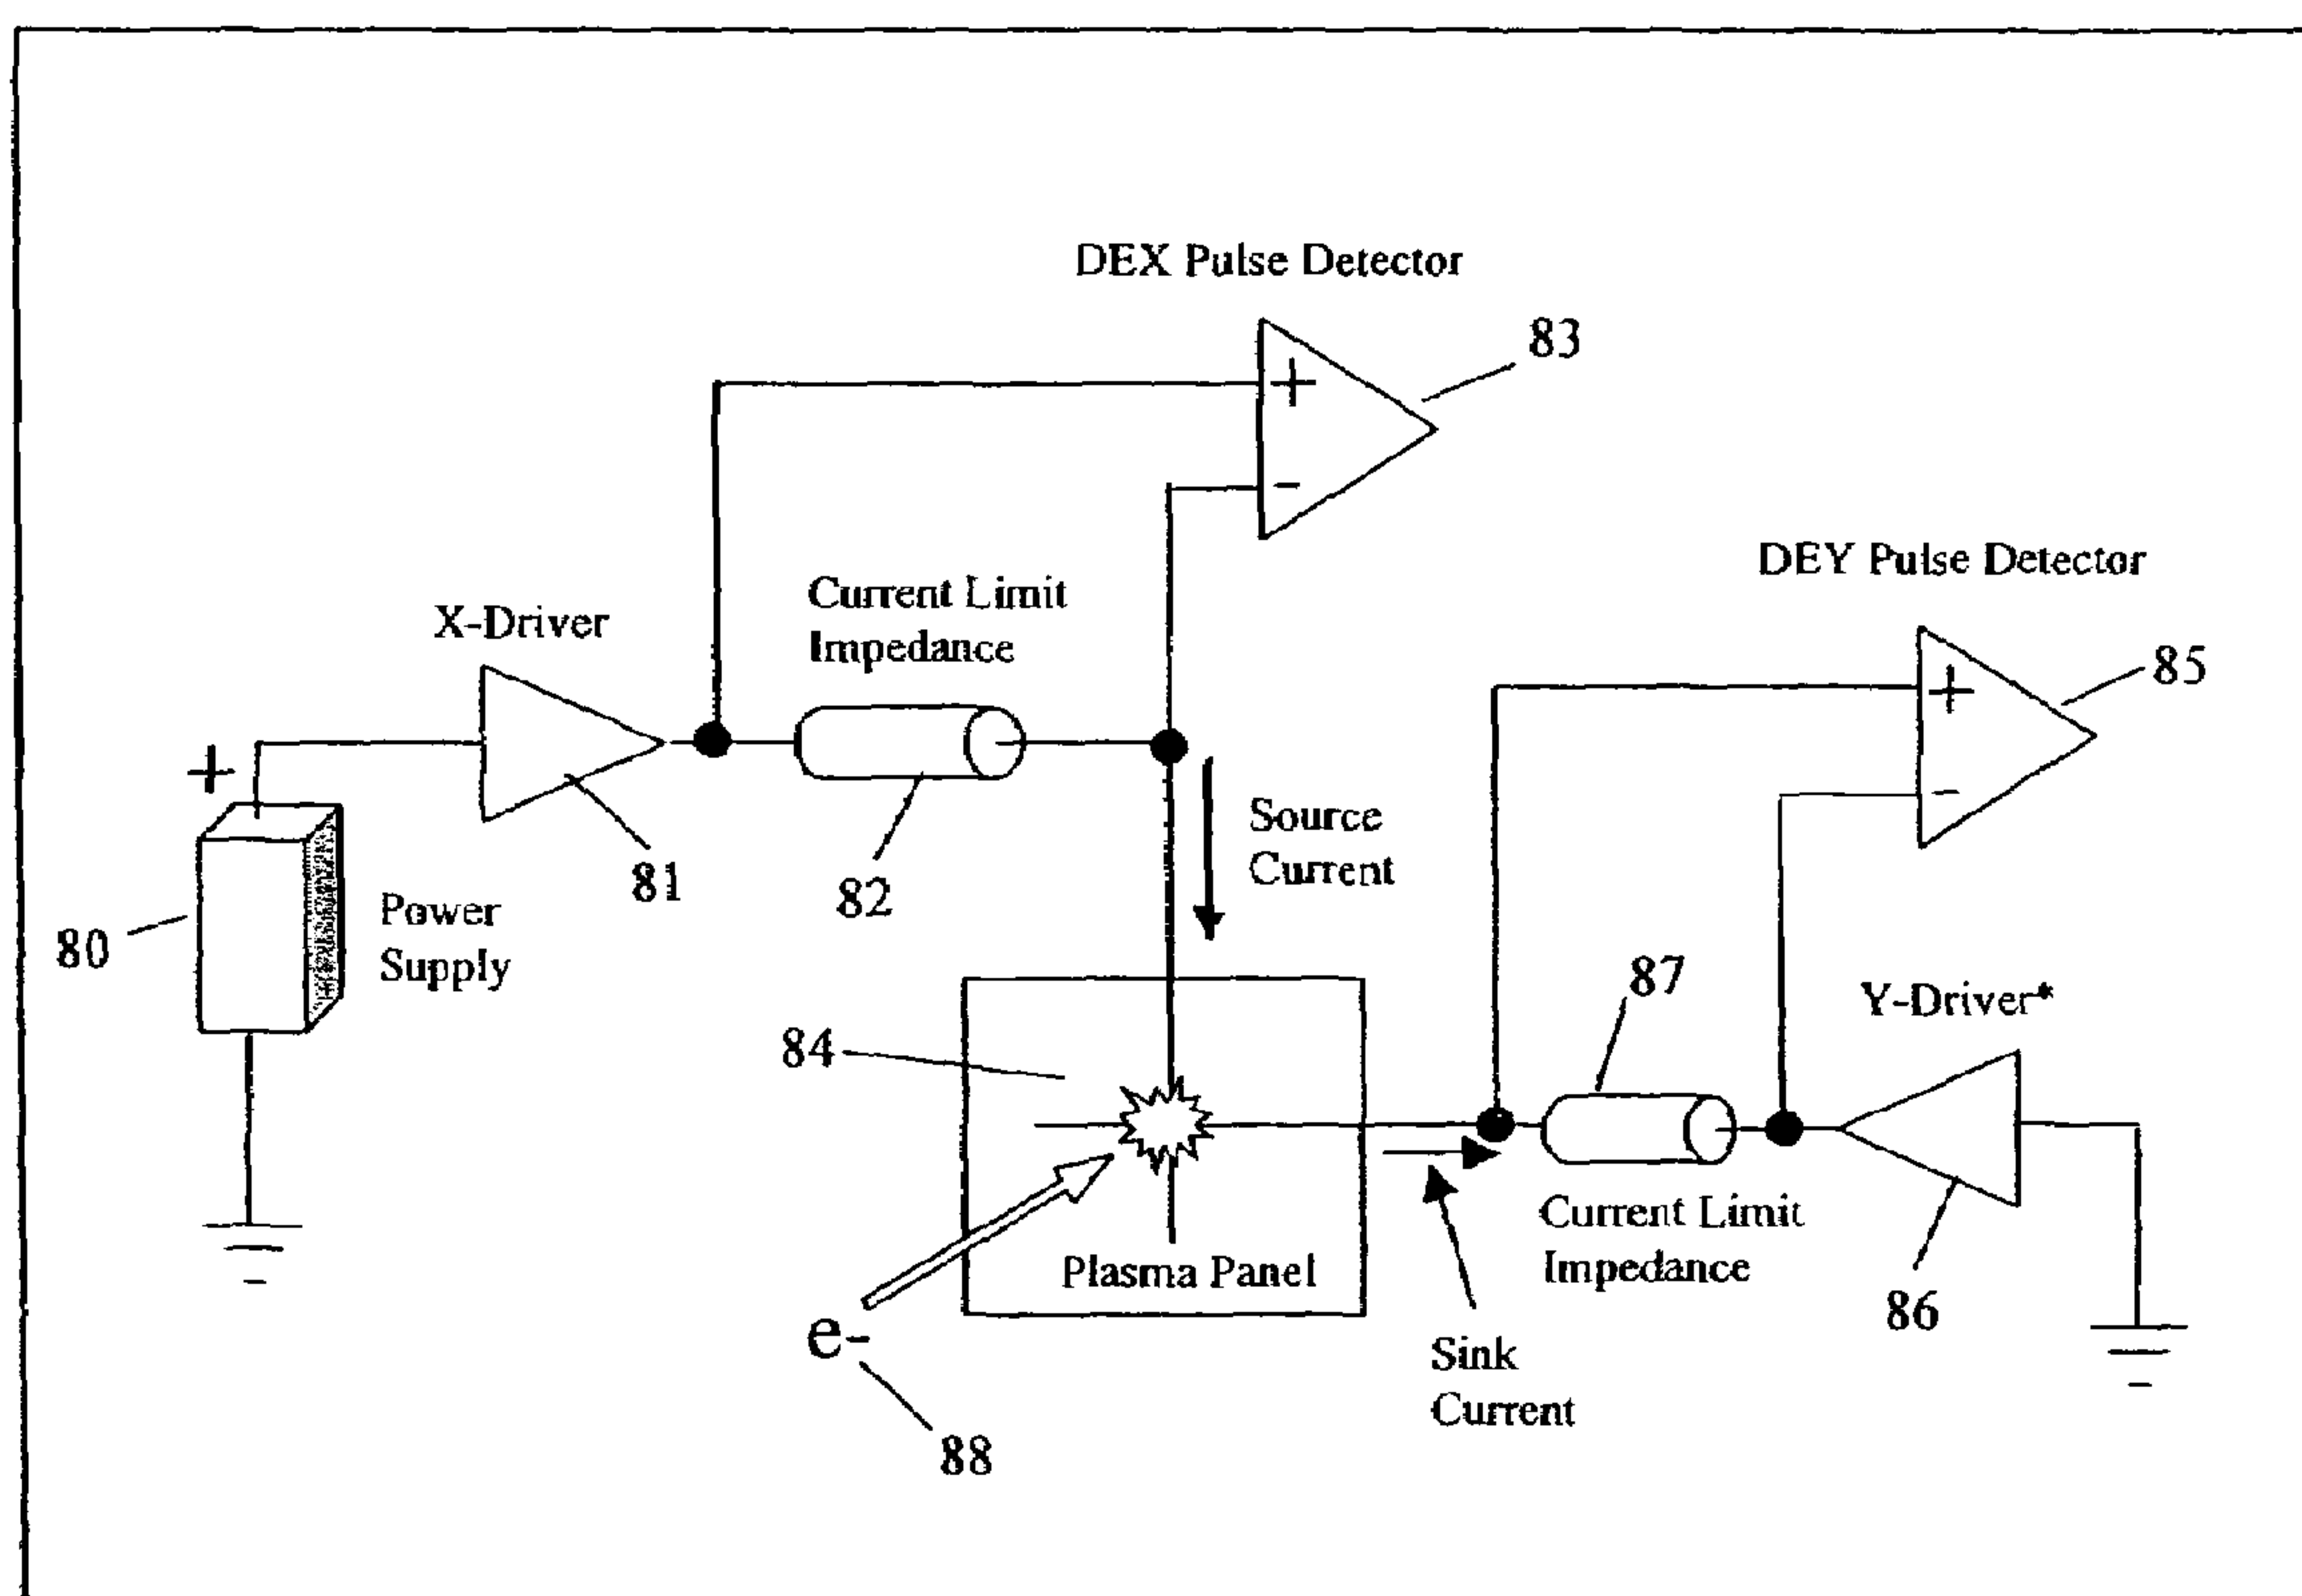 DEX Pulse Detector
83
+
-
DEY Pulse Detector
Current Limit
Impedance
X-Driver
85
+
-
+
Source
Current
81
82
Power
Supply
80
87
Y-Driver*
84
Current Limit
Impedance
Plasma Panel
86
e-
Sink
Current
88